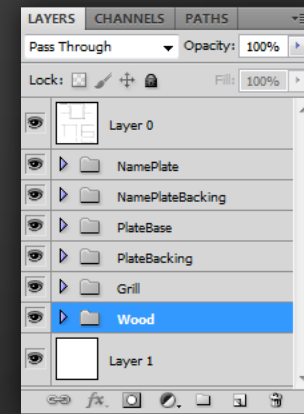 LAYERS CHANNELS PATHS
Pass Through Opacity: 100%
Lock: Fill: 100%
Layer 0
NamePlate
NamePlateBacking
PlateBase
PlateBacking
Grill
Wood
Layer 1
fx.